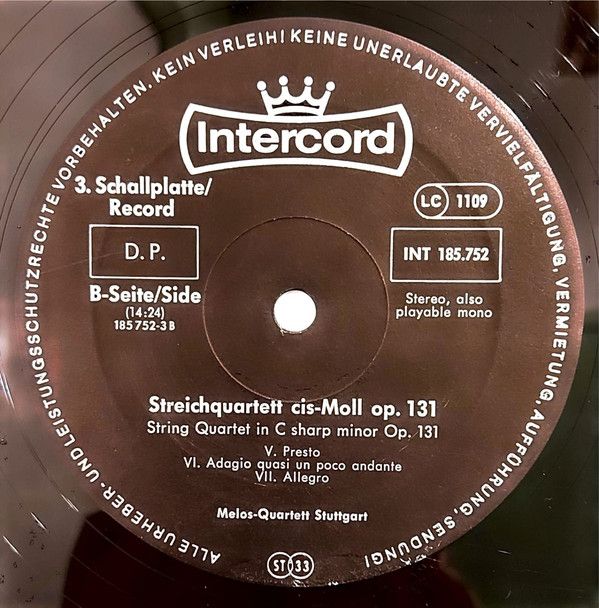 ALLE URHEBER- UND LEISTUNGSSCHUTZRECHTE VORBEHALTEN. KEIN VERLEIH! KEINE UNERLAUBTE VERVIELFÄLTIGUNG, VERMIETUNG, AUFFÜHRUNG, SENDUNG!
Intercord
3. Schallplatte/
Record
LC 1109
D. P.
INT 185.752
B-Seite/Side
(14:24)
185 752-3 B
Stereo, also
playable mono
Streichquartett cis-Moll op. 131
String Quartet in C sharp minor Op. 131
V. Presto
VI. Adagio quasi un poco andante
VII. Allegro
Melos-Quartett Stuttgart
ST 33